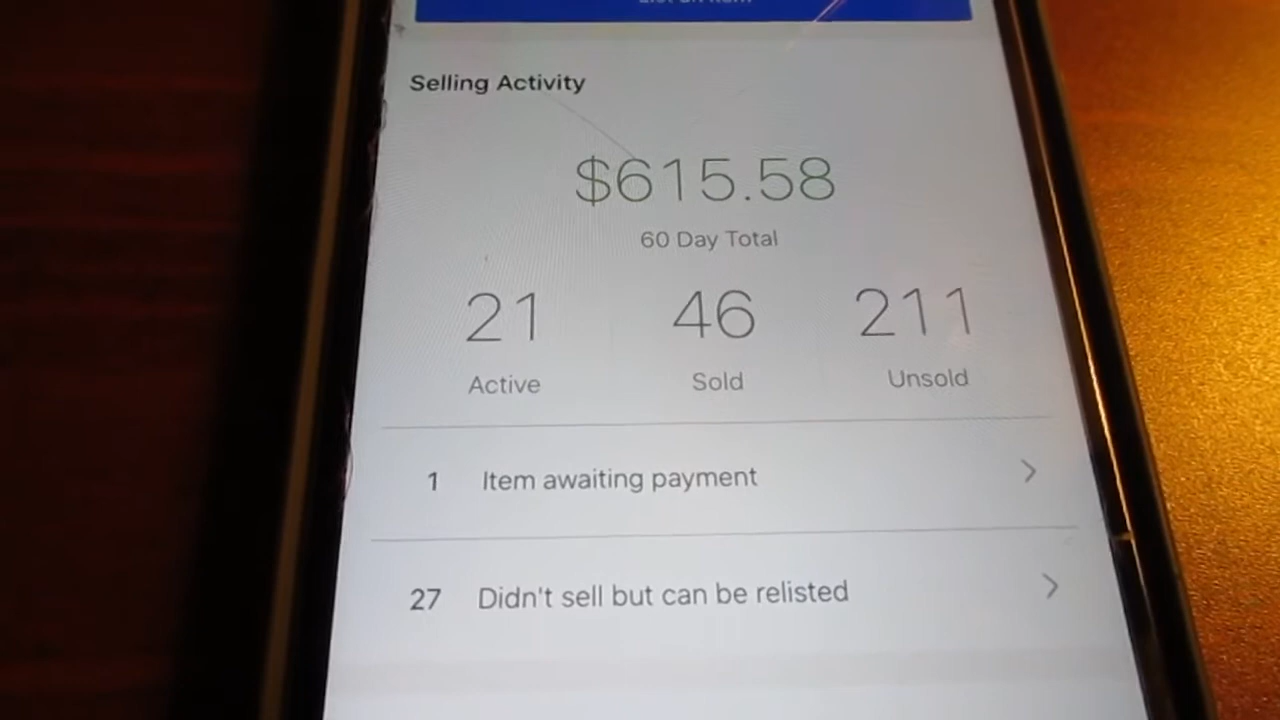 Selling Activity
$615.58
60 Day Total
21 46 211
Active Sold Unsold
1 Item awaiting payment
27 Didn't sell but can be relisted